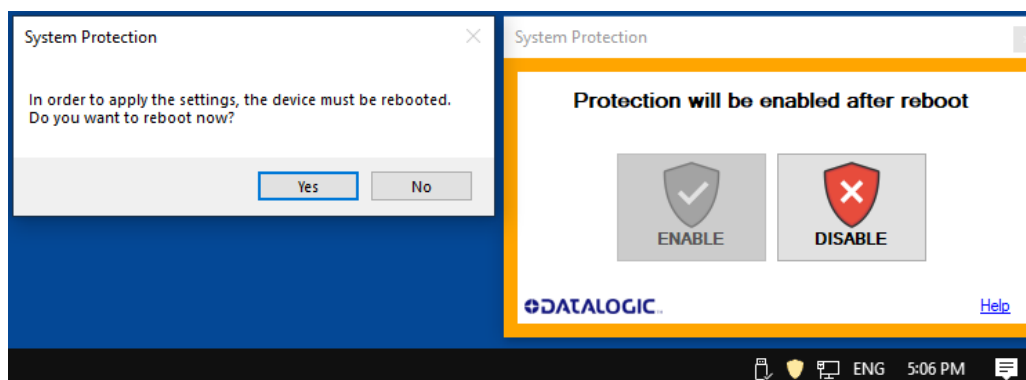 System Protection
In order to apply the settings, the device must be rebooted.
Do you want to reboot now?
Yes
No
System Protection
Protection will be enabled after reboot
ENABLE
DISABLE
DATALOGIC
Help
ENG
5:06 PM